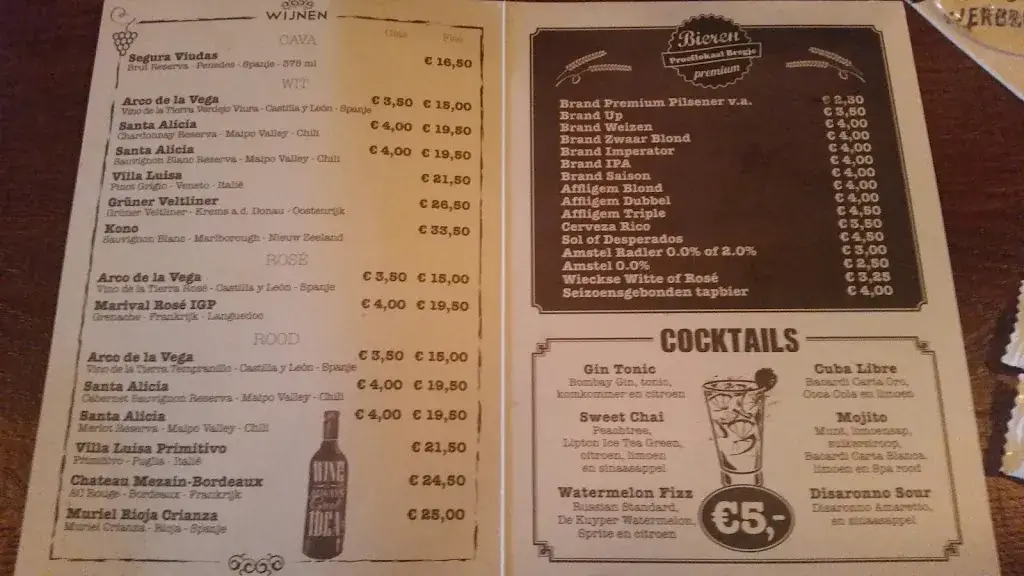 WIJNEN
CAVA Glas Fles
Segura Viudas € 16,50
Brut Reserva - Penedes - Spanje - 375 ml
WIT
Arco de la Vega € 3,50 € 15,00
Vino de la Tierra Verdejo Viura - Castilla y León - Spanje
Santa Alicia € 4,00 € 19,50
Chardonnay Reserva - Maipo Valley - Chili
Santa Alicia € 4,00 € 19,50
Sauvignon Blanc Reserva - Maipo Valley - Chili
Villa Luisa € 21,50
Pinot Grigio - Veneto - Italië
Grüner Veltliner € 26,50
Grüner Veltliner - Krems a.d. Donau - Oostenrijk
Kono € 33,50
Sauvignon Blanc - Marlborough - Nieuw Zeeland
ROSÉ
Arco de la Vega € 3,50 € 15,00
Vino de la Tierra Rosé - Castilla y León - Spanje
Marival Rosé IGP € 4,00 € 19,50
Grenache - Frankrijk - Languedoc
ROOD
Arco de la Vega € 3,50 € 15,00
Vino de la Tierra Tempranillo - Castilla y León - Spanje
Santa Alicia € 4,00 € 19,50
Cabernet Sauvignon Reserva - Maipo Valley - Chili
Santa Alicia € 4,00 € 19,50
Merlot Reserva - Maipo Valley - Chili
Villa Luisa Primitivo € 21,50
Primitivo - Puglia - Italië
Chateau Mezain-Bordeaux € 24,50
AC Rouge - Bordeaux - Frankrijk
Muriel Rioja Crianza € 25,00
Muriel Crianza - Rioja - Spanje
IDEA!
Bieren
Proeflokaal Bregje
premium
Brand Premium Pilsener v.a. € 2,30
Brand Up € 3,50
Brand Weizen € 4,00
Brand Zwaar Blond € 4,00
Brand Imperator € 4,00
Brand IPA € 4,00
Brand Saison € 4,00
Affligem Blond € 4,00
Affligem Dubbel € 4,00
Affligem Triple € 4,50
Cerveza Rico € 3,50
Sol of Desperados € 4,50
Amstel Radler 0.0% of 2.0% € 3,00
Amstel 0.0% € 2,50
Wieckse Witte of Rosé € 3,25
Seizoensgebonden tapbier € 4,00
COCKTAILS
Gin Tonic
Bombay Gin, tonic,
komkommer en citroen
Sweet Chai
Peachtree,
Lipton Ice Tea Green,
citroen, limoen
en sinaasappel
Watermelon Fizz
Russian Standard,
De Kuyper Watermelon,
Sprite en citroen
Cuba Libre
Bacardi Carta Oro,
Coca Cola en limoen
Mojito
Munt, limoensap,
suikersiroop,
Bacardi Carta Blanca,
limoen en Spa rood
Disaronno Sour
Disaronno Amaretto,
en sinaasappel
€5,-